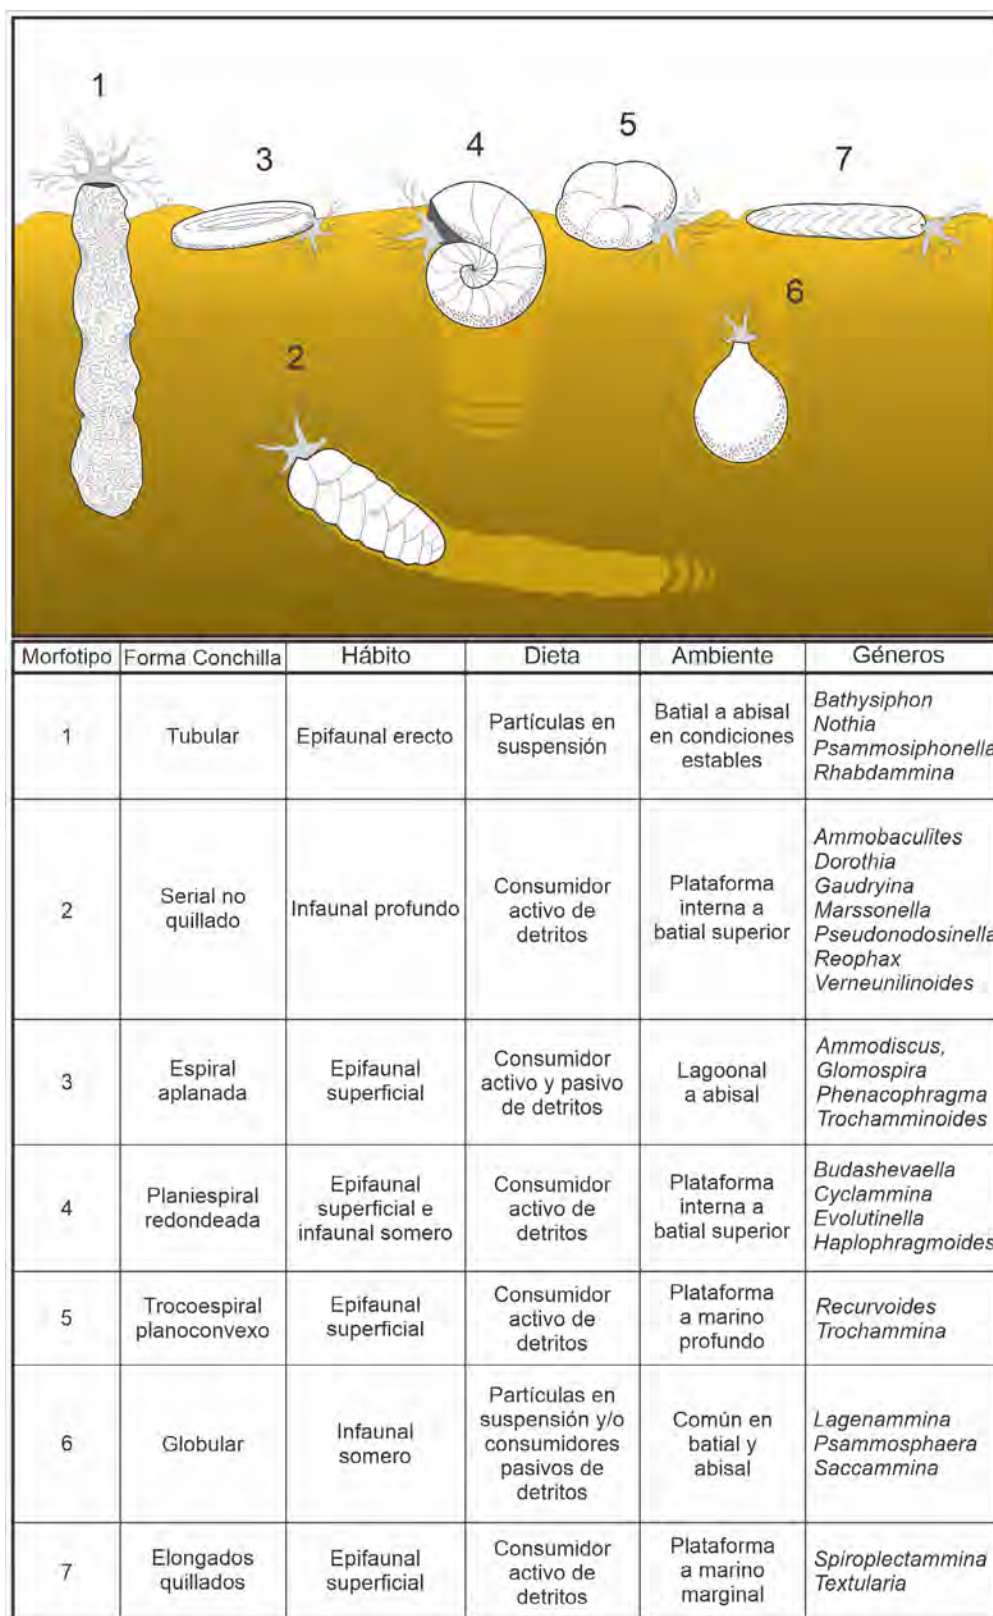 1
3
4
5
7
2
6
Morfotipo Forma Conchilla Hábito Dieta Ambiente Géneros
1
Tubular
Epifaunal erecto
Partículas en
suspensión
Batial a abisal
en condiciones
estables
Bathysiphon
Nothia
Psammosiphonella
Rhabdammina
2
Serial no
quillado
Infaunal profundo
Consumidor
activo de
detritos
Plataforma
interna a
batial superior
Ammobaculites
Dorothia
Gaudryina
Marssonella
Pseudonodosinella
Reophax
Verneunilinoides
3
Espiral
aplanada
Epifaunal
superficial
Consumidor
activo y pasivo
de detritos
Lagoonal
a abisal
Ammodiscus,
Glomospira
Phenacophragma
Trochamminoides
4
Planiespiral
redondeada
Epifaunal
superficial e
infaunal somero
Consumidor
activo de
detritos
Plataforma
interna a
batial superior
Budashevaella
Cyclammina
Evolutinella
Haplophragmoides
5
Trocoespiral
planoconvexo
Epifaunal
superficial
Consumidor
activo de
detritos
Plataforma
a marino
profundo
Recurvoides
Trochammina
6
Globular
Infaunal
somero
Partículas en
suspensión y/o
consumidores
pasivos de
detritos
Común en
batial y
abisal
Lagenammina
Psammosphaera
Saccammina
7
Elongados
quillados
Epifaunal
superficial
Consumidor
activo de
detritos
Plataforma
a marino
marginal
Spiroplectammina
Textularia